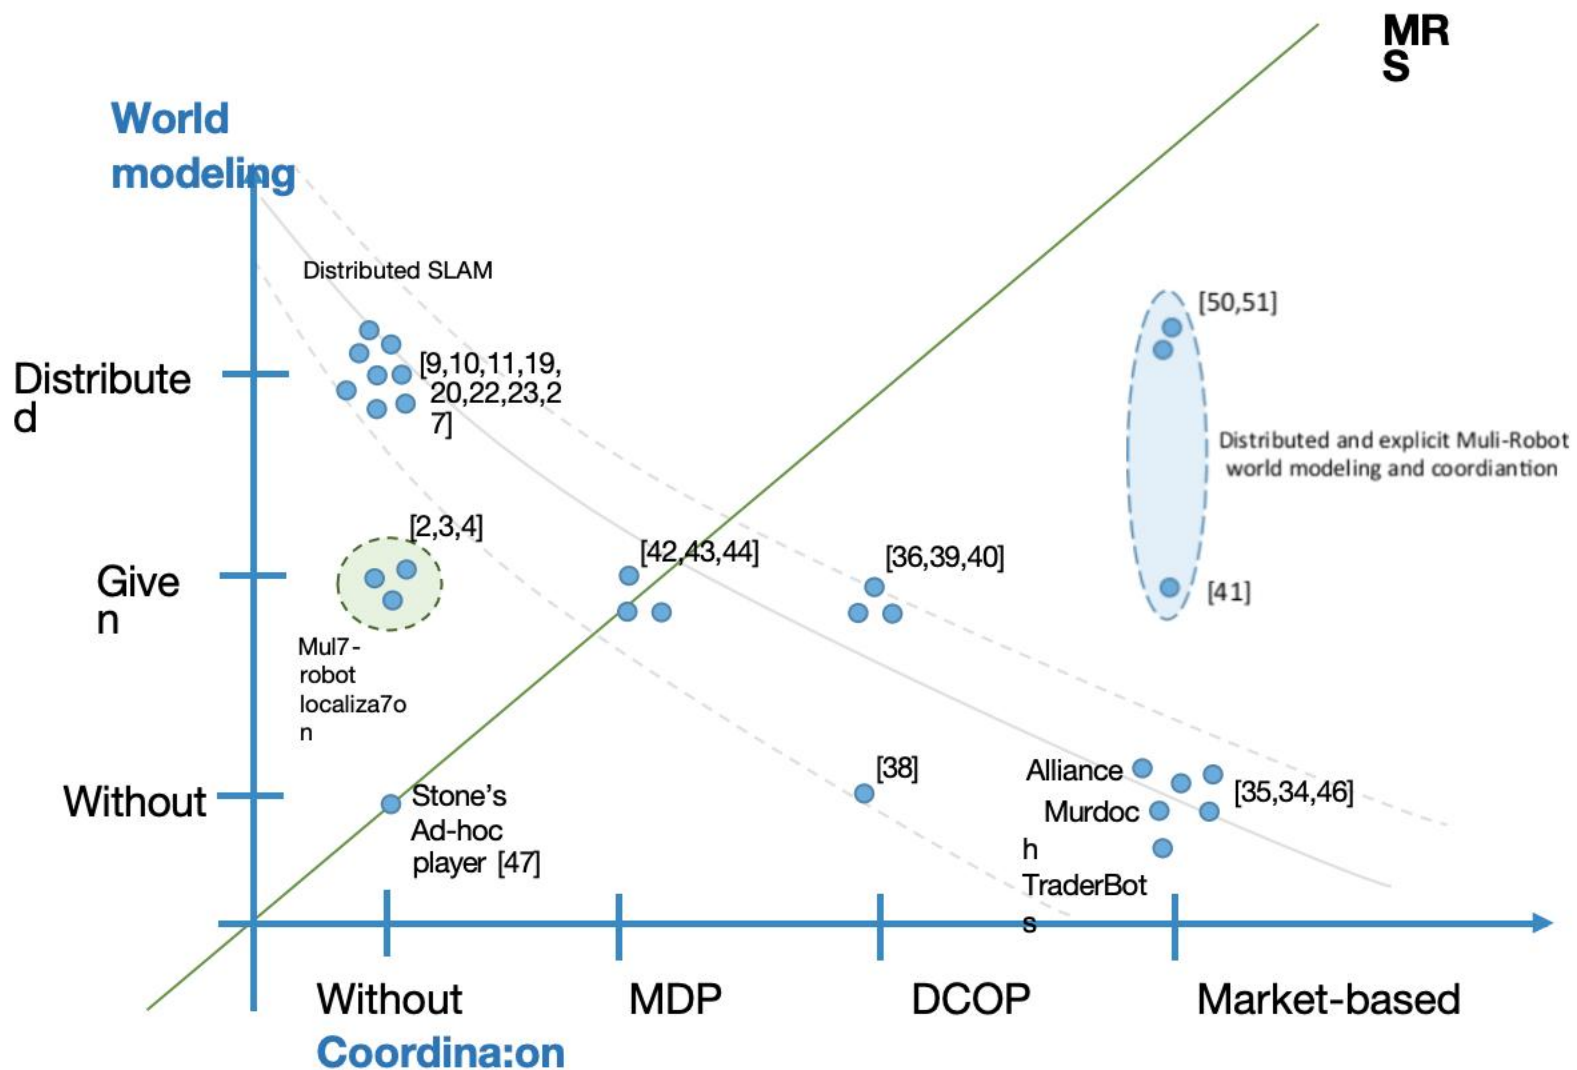 MR
S
World
modeling
Distributed SLAM
[50,51]
Distribute
d
[9,10,11,19,
20,22,23,2
7]
Distributed and explicit Muli-Robot
world modeling and coordiantion
[2,3,4]
[42,43,44]
[36,39,40]
Give
n
[41]
Mul7-
robot
localiza7o
n
Without
Stone's
Ad-hoc
player [47]
[38]
Alliance
[35,34,46]
Murdoc
h
TraderBot
s
Without
MDP
DCOP
Market-based
Coordina:on